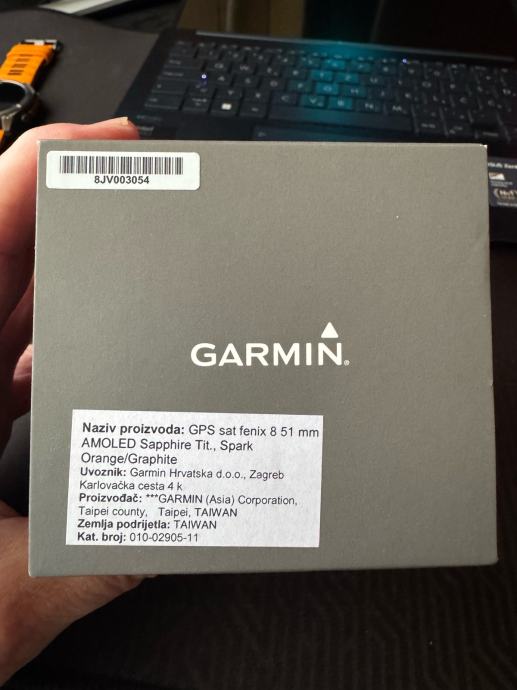 8JV003054
GARMIN®
Naziv proizvoda: GPS sat fenix 8 51 mm
AMOLED Sapphire Tit., Spark
Orange/Graphite
Uvoznik: Garmin Hrvatska d.o.o., Zagreb
Karlovačka cesta 4 k
Proizvođač: ***GARMIN (Asia) Corporation,
Taipei county, Taipei, TAIWAN
Zemlja podrijetla: TAIWAN
Kat. broj: 010-02905-11